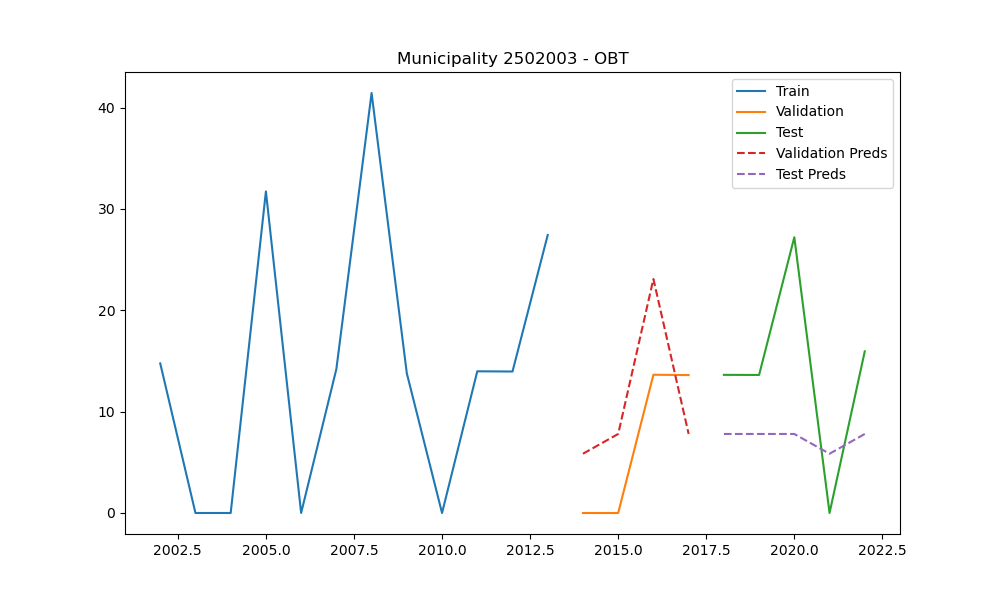 Municipality 2502003 - OBT
Train
Validation
Test
Validation Preds
Test Preds
40
30
20
10
0
2002.5 2005.0 2007.5 2010.0 2012.5 2015.0 2017.5 2020.0 2022.5